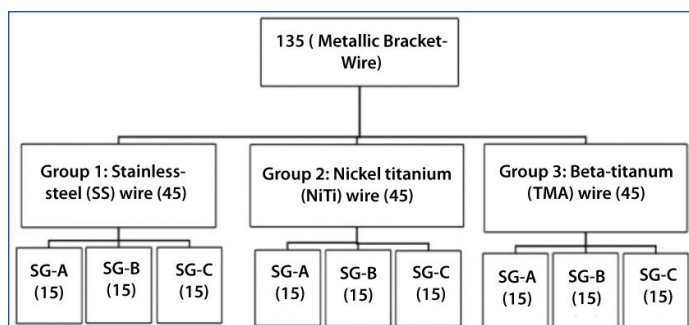 135 ( Metallic Bracket-
Wire)
Group 1: Stainless-
steel (SS) wire (45)
Group 2: Nickel titanium
(NiTi) wire (45)
Group 3: Beta-titanum
(TMA) wire (45)
SG-A
(15)
SG-B
(15)
SG-C
(15)
SG-A
(15)
SG-B
(15)
SG-C
(15)
SG-A
(15)
SG-B
(15)
SG-C
(15)